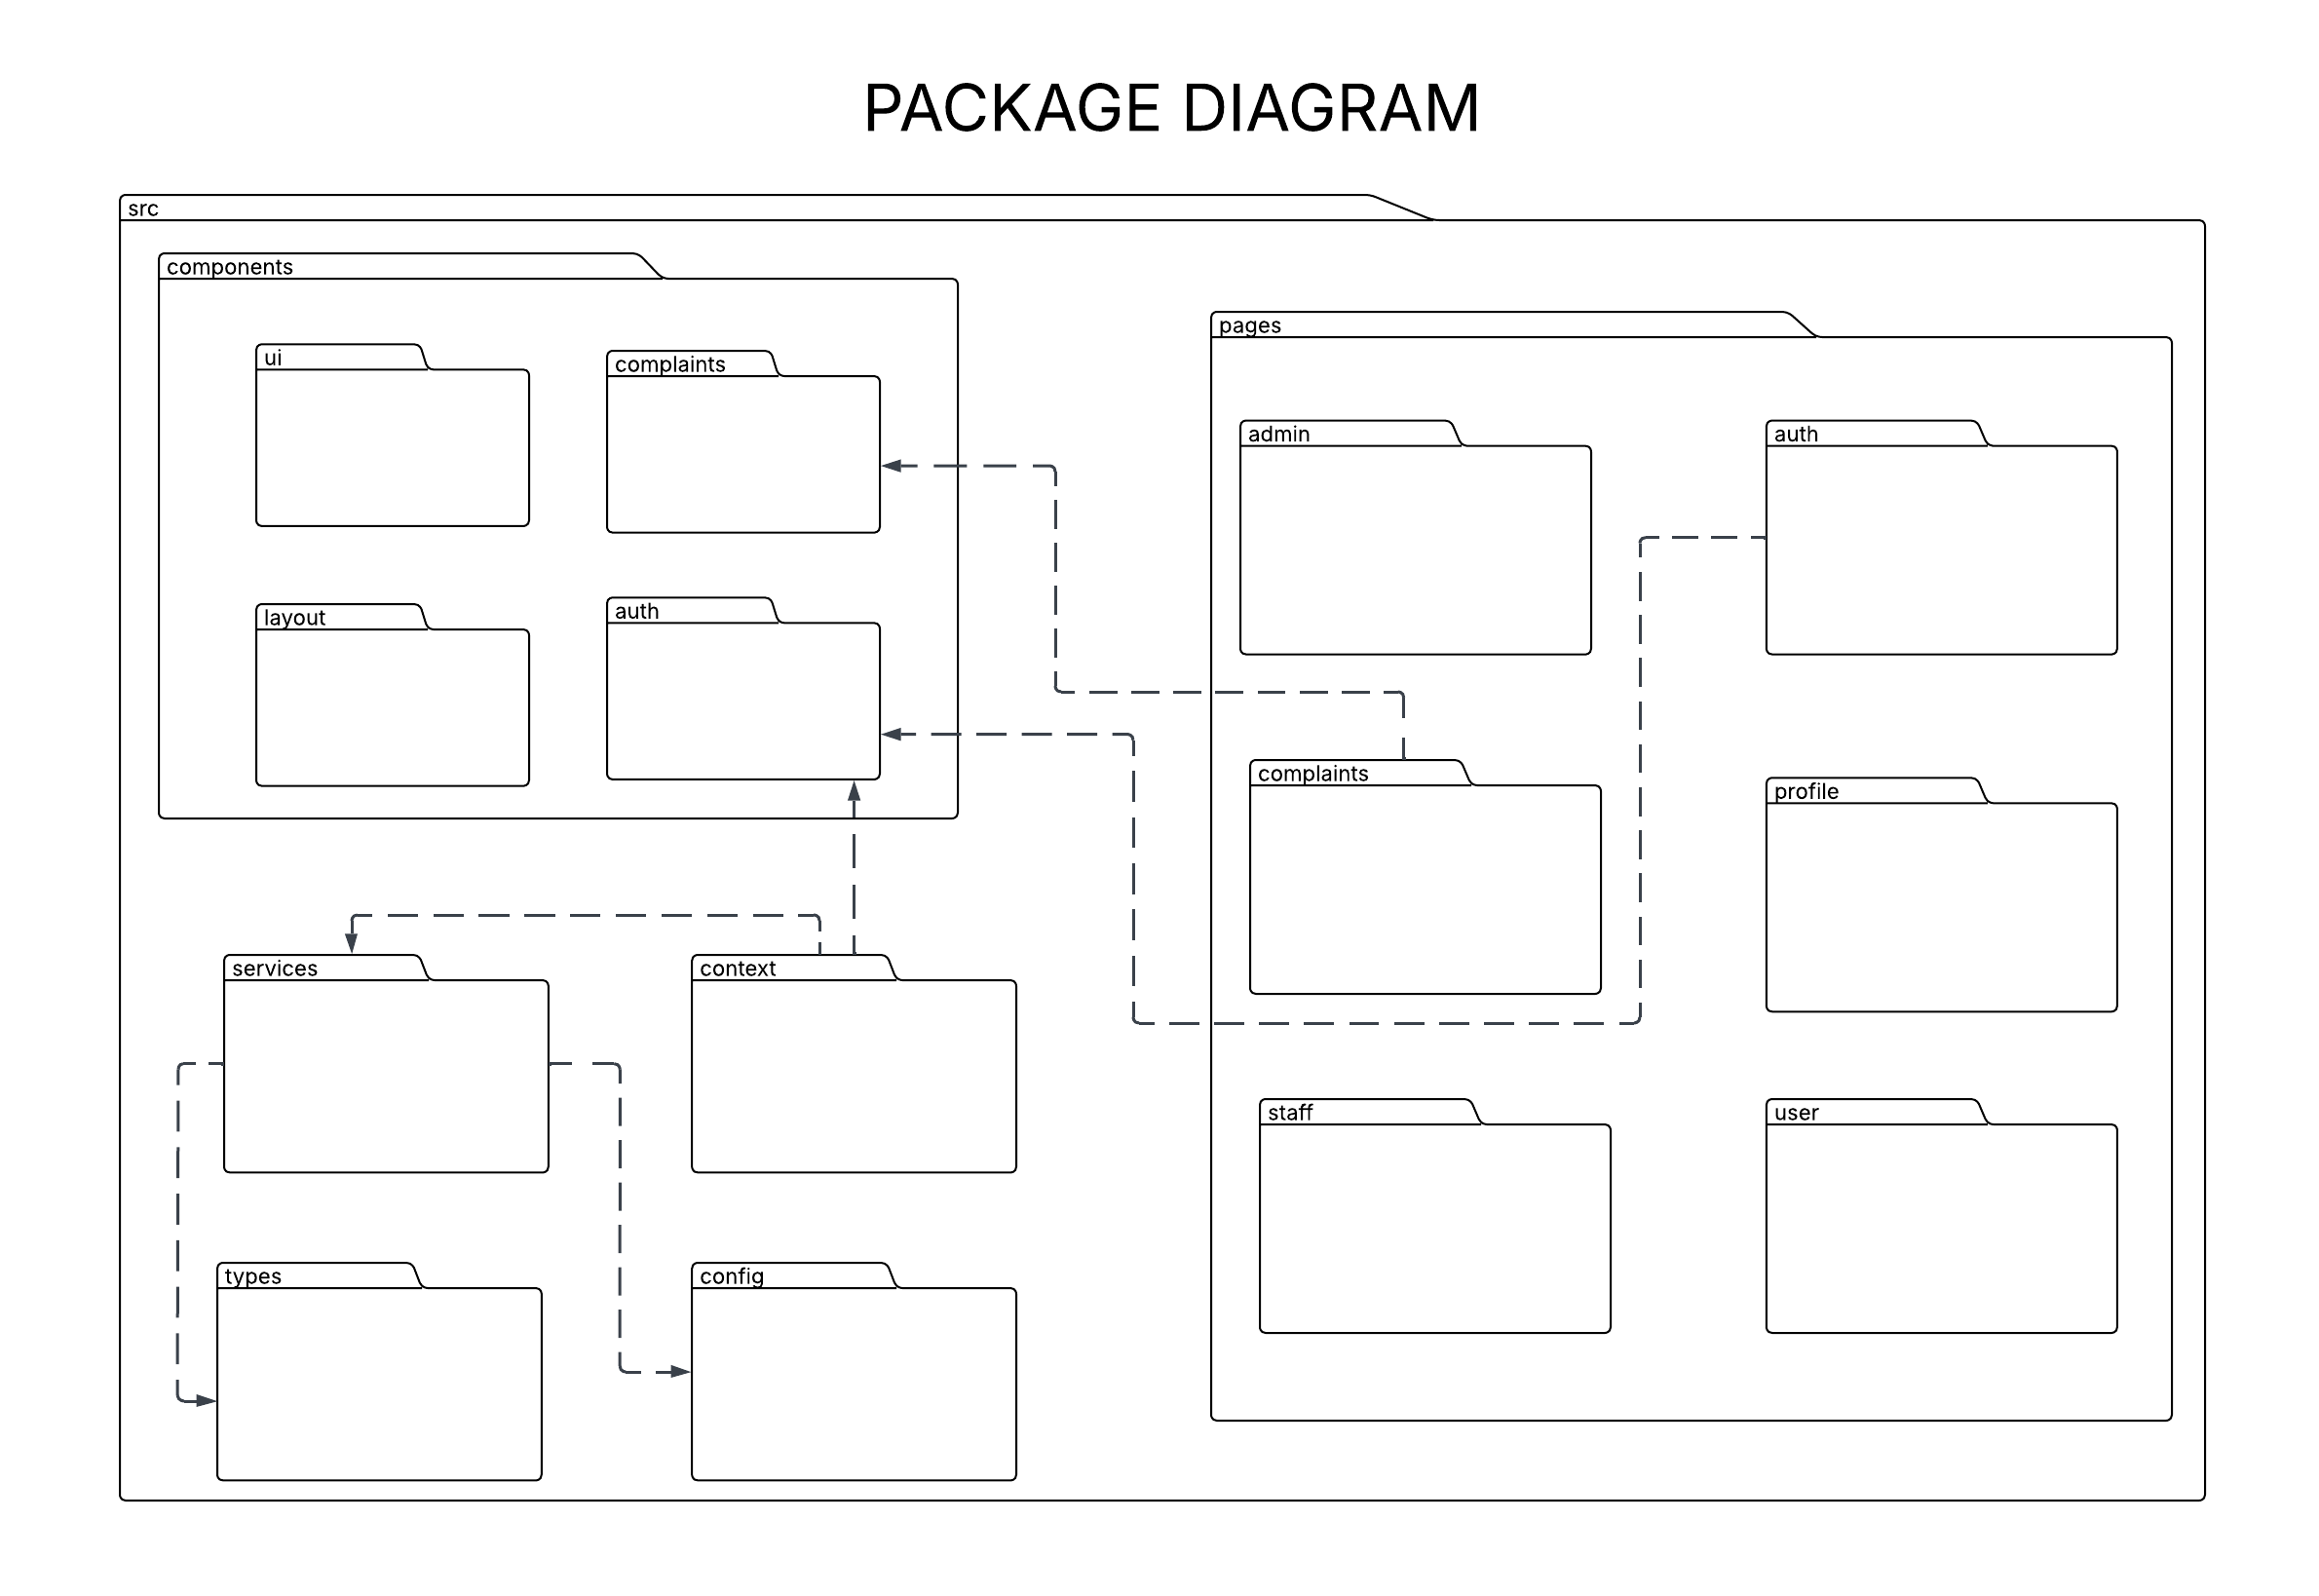 PACKAGE DIAGRAM
src
components
ui
complaints
layout
auth
services
context
types
config
pages
admin
auth
complaints
profile
staff
user